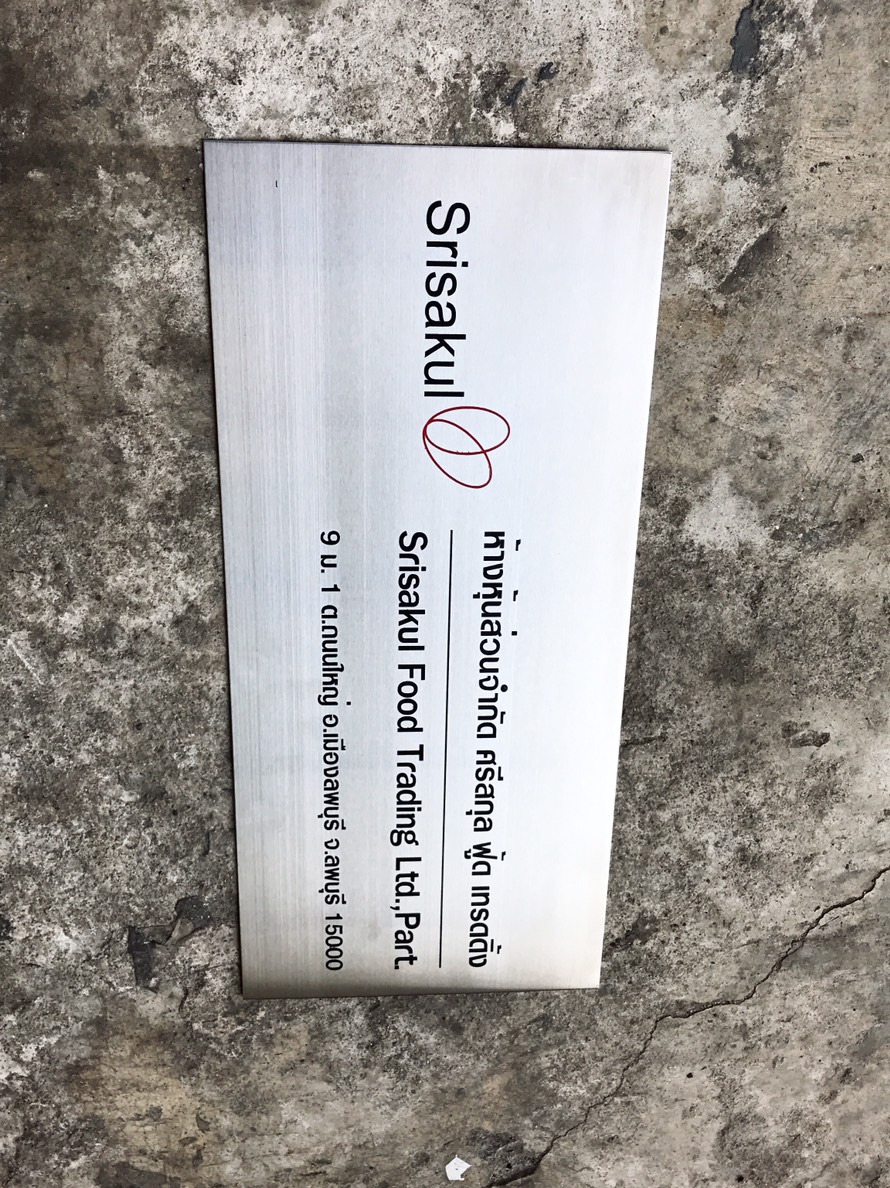 Srisakul
ห้างหุ้นส่วนจำกัด ศรีสกุล ฟู้ด เทรดดิ้ง
Srisakul Food Trading Ltd.,Part.
9 ม. 1 ต.ถนนใหญ่ อ.เมืองลพบุรี จ.ลพบุรี 15000